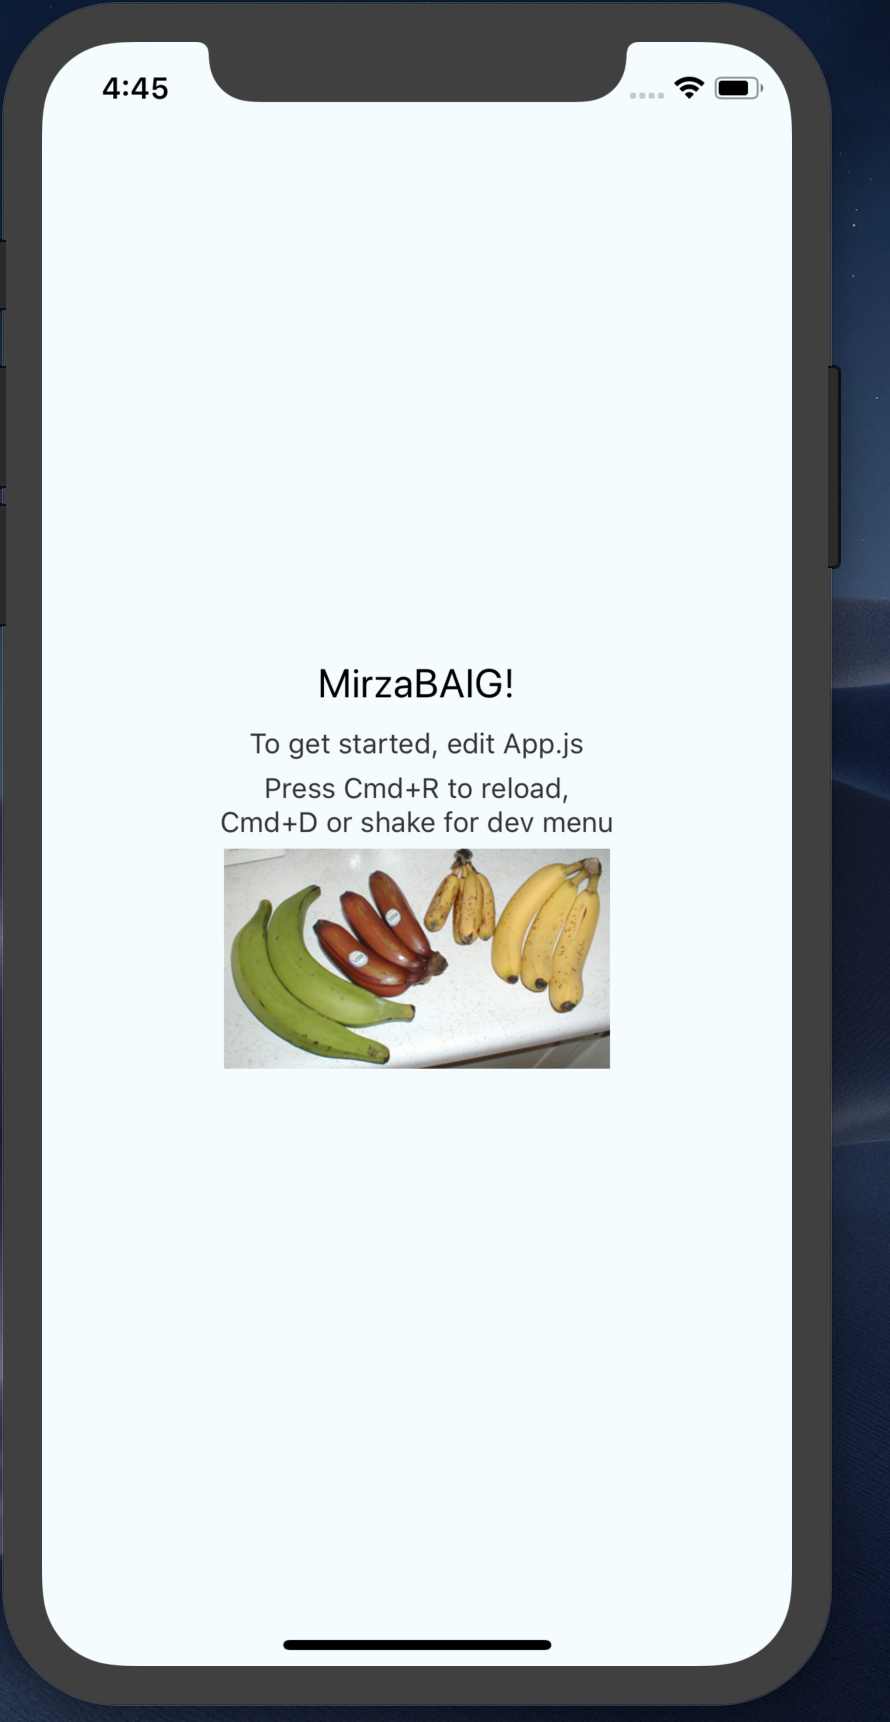 4:45
MirzaBAIG!
To get started, edit App.js
Press Cmd+R to reload,
Cmd+D or shake for dev menu